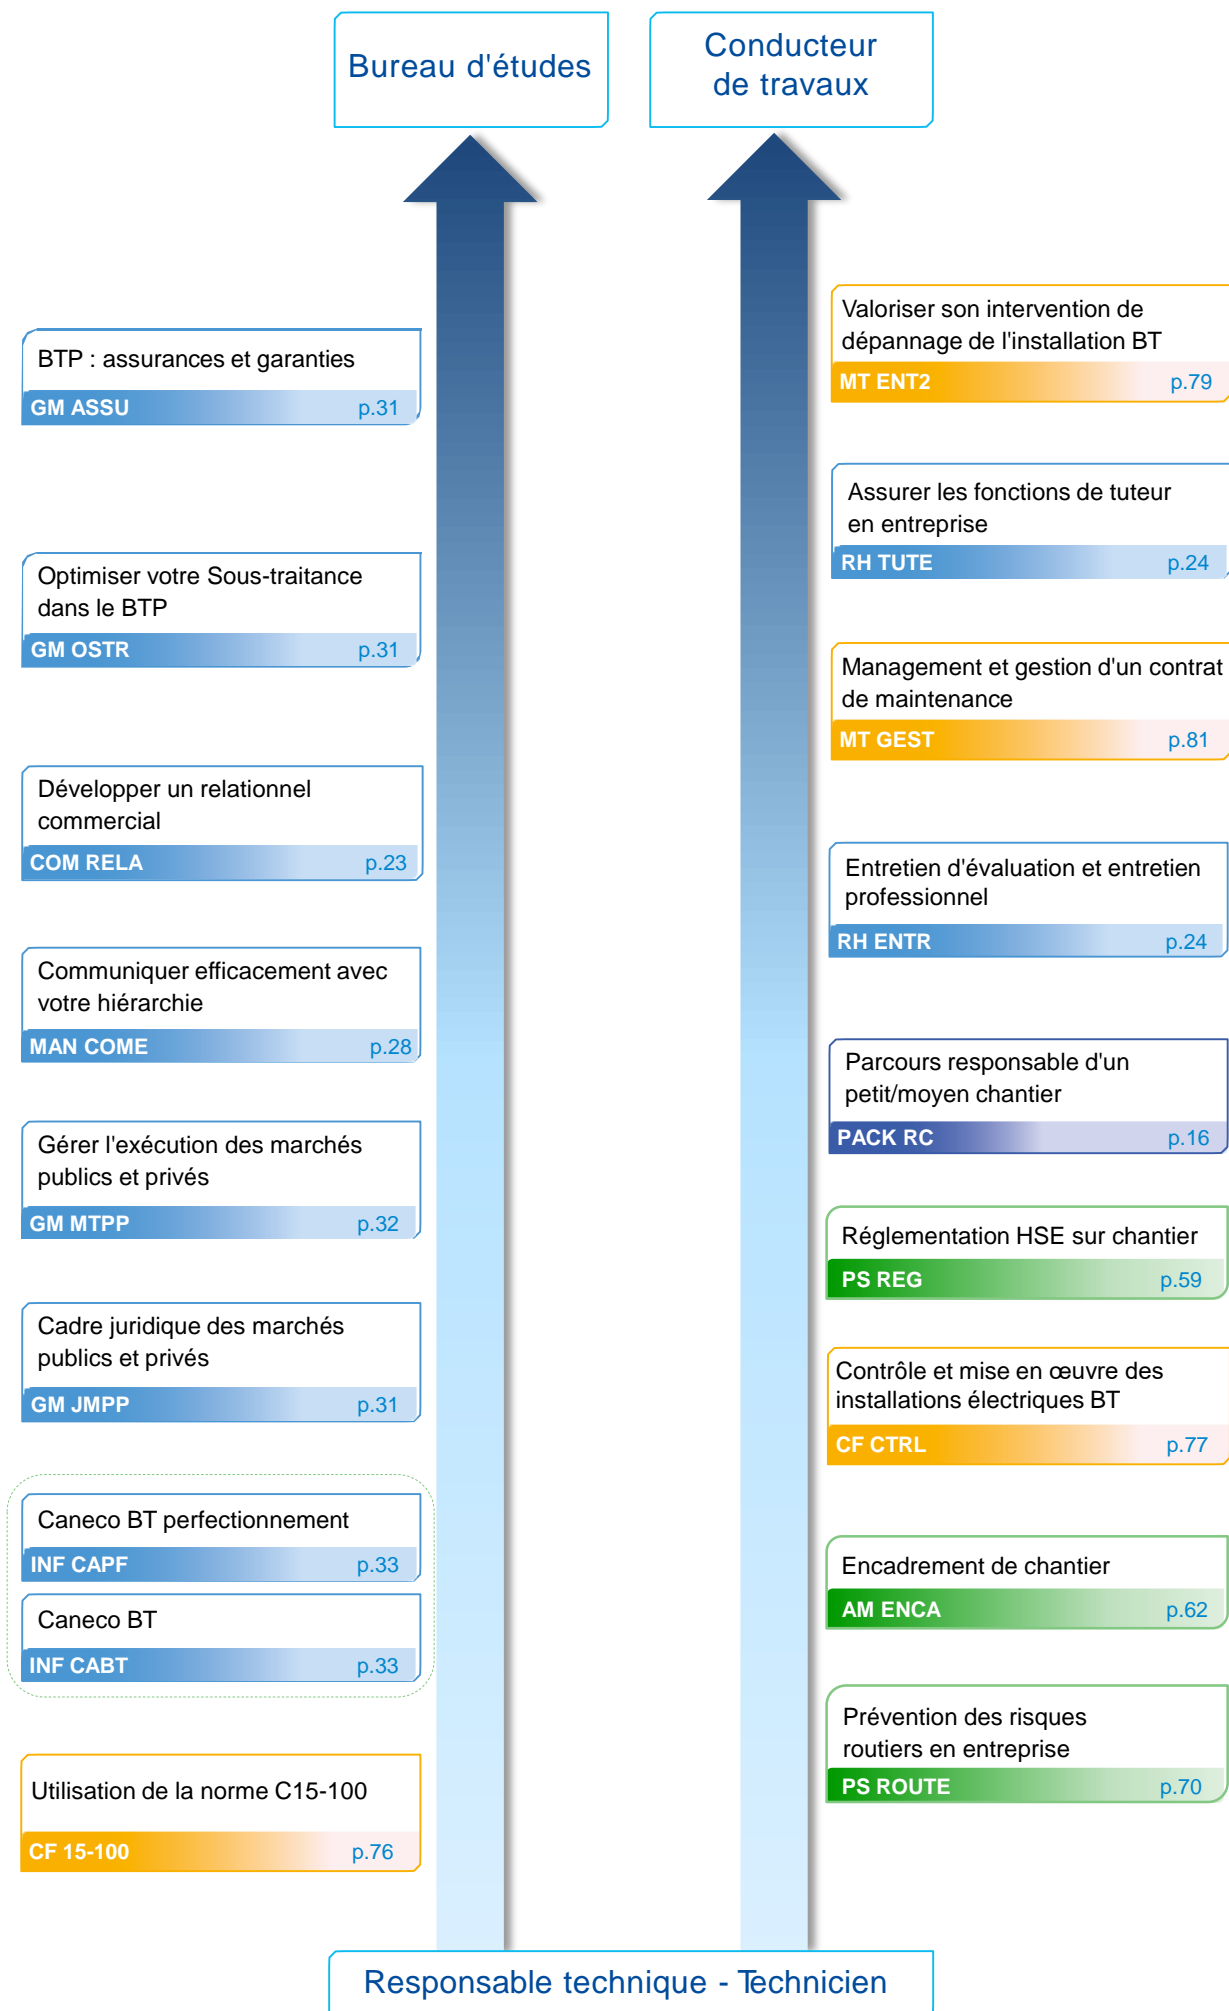 Bureau d'études
Conducteur
de travaux
BTP : assurances et garanties
GM ASSU p.31
Optimiser votre Sous-traitance
dans le BTP
GM OSTR p.31
Développer un relationnel
commercial
COM RELA p.23
Communiquer efficacement avec
votre hiérarchie
MAN COME p.28
Gérer l'exécution des marchés
publics et privés
GM MTPP p.32
Cadre juridique des marchés
publics et privés
GM JMPP p.31
Caneco BT perfectionnement
INF CAPF p.33
Caneco BT
INF CABT p.33
Utilisation de la norme C15-100
CF 15-100 p.76
Valoriser son intervention de
dépannage de l'installation BT
MT ENT2 p.79
Assurer les fonctions de tuteur
en entreprise
RH TUTE p.24
Management et gestion d'un contrat
de maintenance
MT GEST p.81
Entretien d'évaluation et entretien
professionnel
RH ENTR p.24
Parcours responsable d'un
petit/moyen chantier
PACK RC p.16
Réglementation HSE sur chantier
PS REG p.59
Contrôle et mise en œuvre des
installations électriques BT
CF CTRL p.77
Encadrement de chantier
AM ENCA p.62
Prévention des risques
routiers en entreprise
PS ROUTE p.70
Responsable technique - Technicien